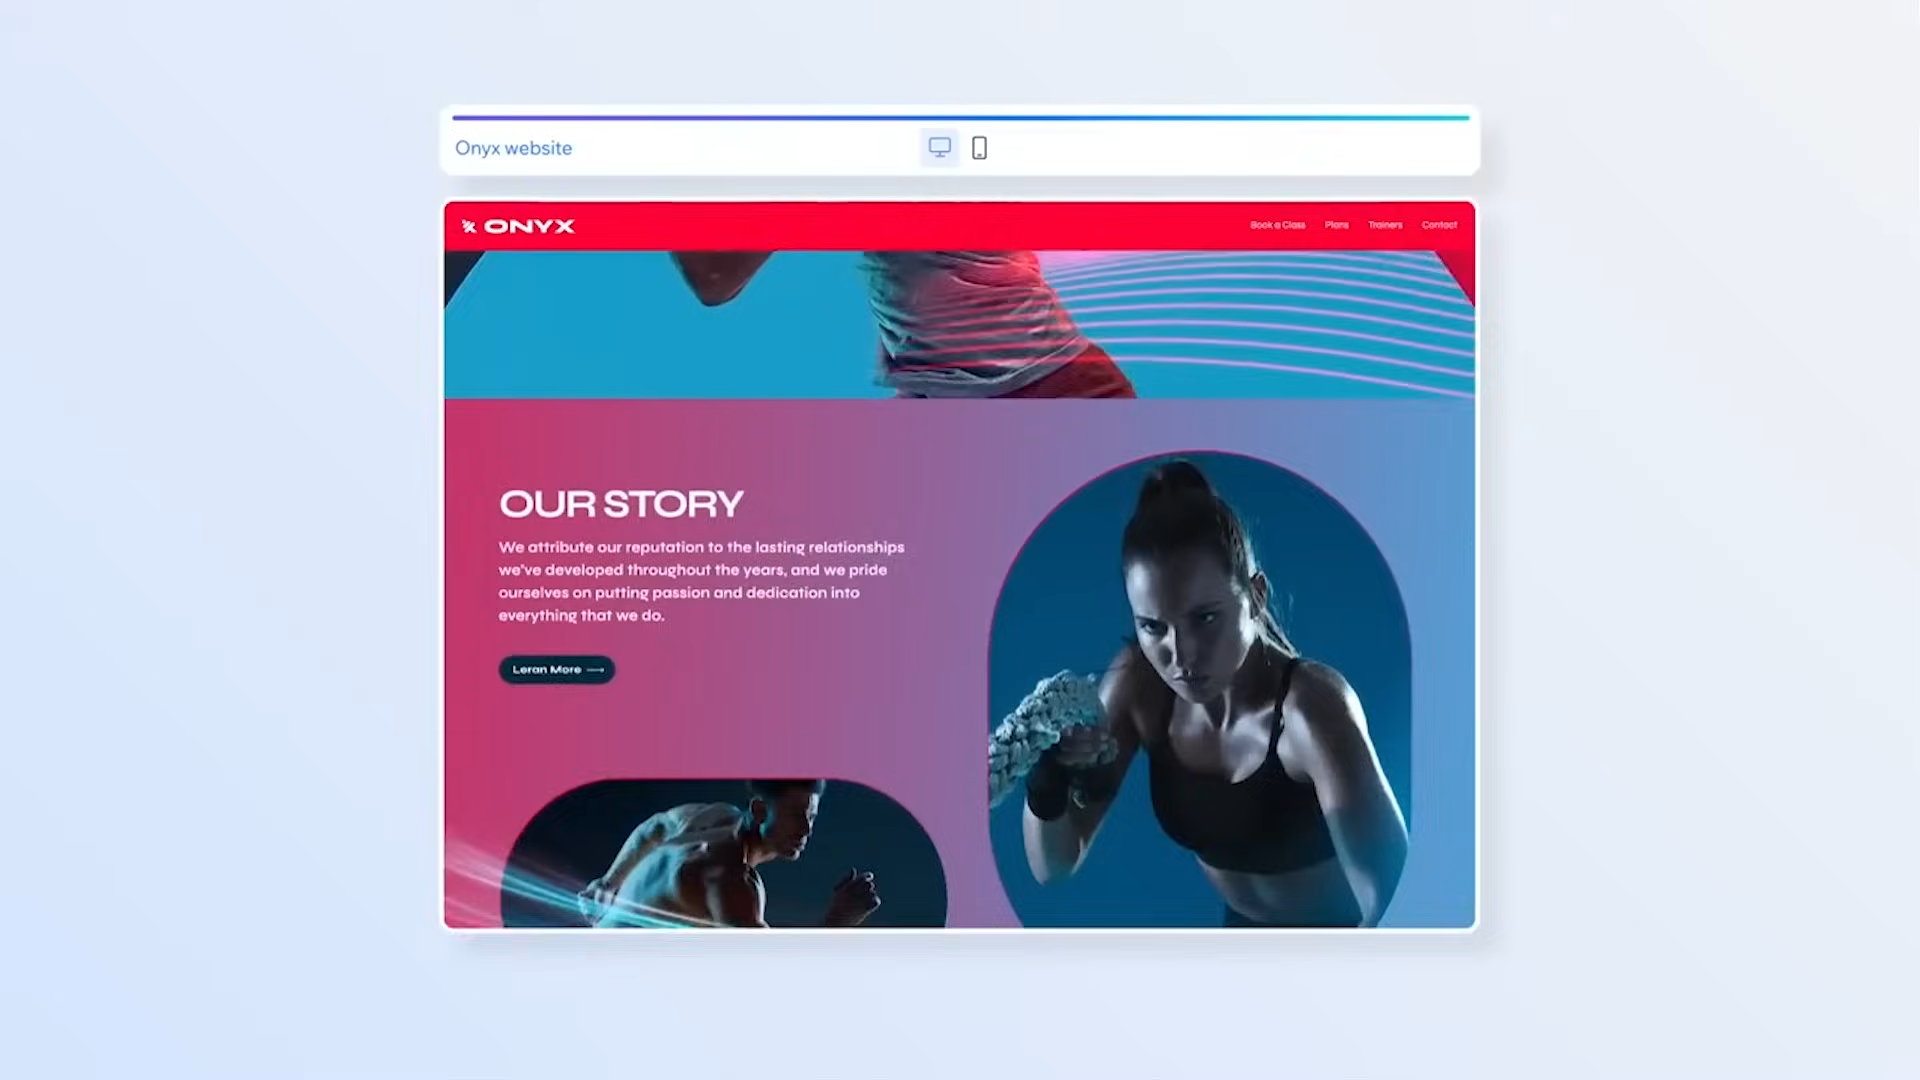 Onyx website
ONYX
Book a Class Plans Trainers Contact
OUR STORY
We attribute our reputation to the lasting relationships
we've developed throughout the years, and we pride
ourselves on putting passion and dedication into
everything that we do.
Leran More